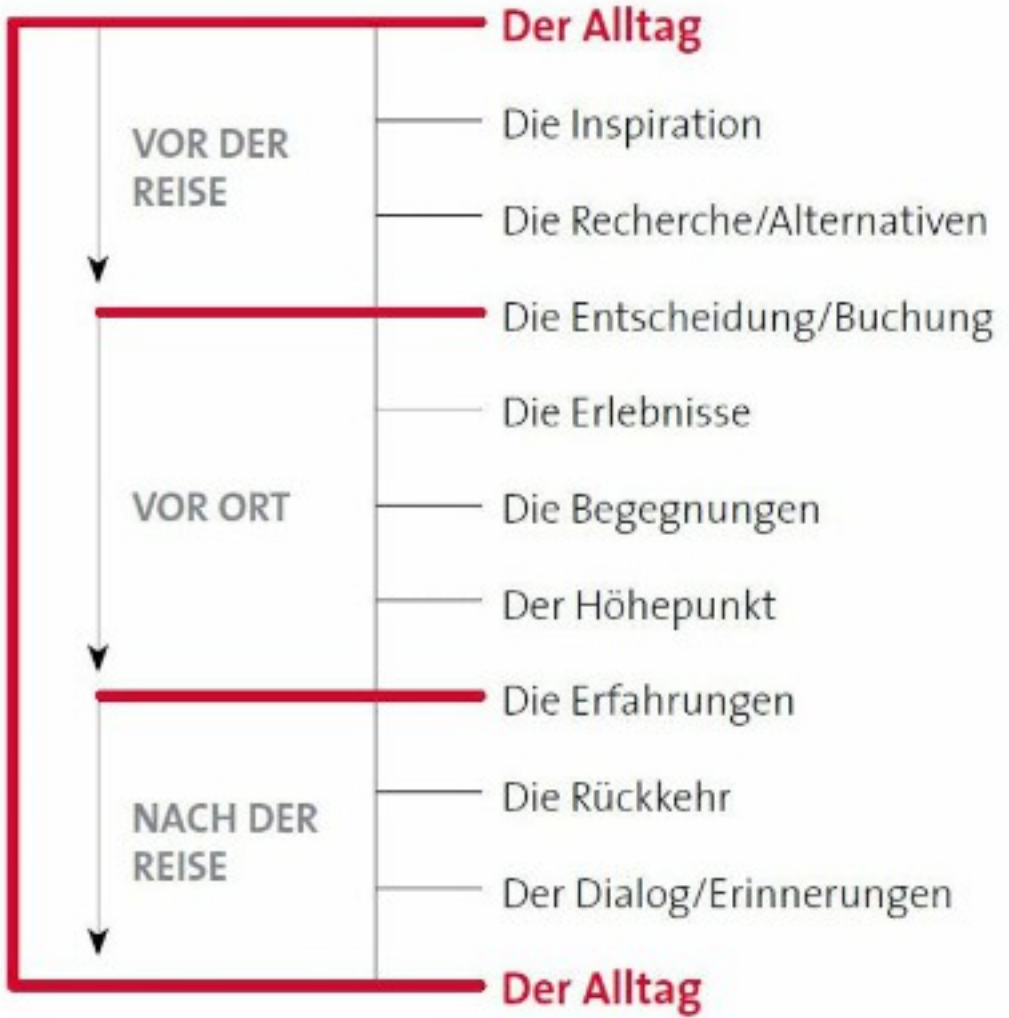 Der Alltag
VOR DER
REISE
Die Inspiration
Die Recherche/Alternativen
Die Entscheidung/Buchung
VOR ORT
Die Erlebnisse
Die Begegnungen
Der Höhepunkt
Die Erfahrungen
NACH DER
REISE
Die Rückkehr
Der Dialog/Erinnerungen
Der Alltag